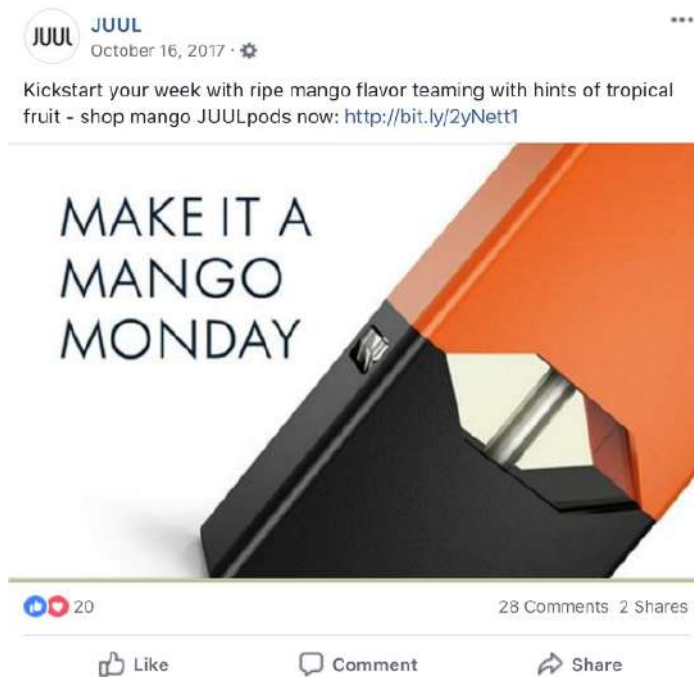 JUUL
JUUL
October 16, 2017 ·
Kickstart your week with ripe mango flavor teaming with hints of tropical
fruit - shop mango JUULpods now: http://bit.ly/2yNett1
MAKE IT A
MANGO
MONDAY
20
28 Comments 2 Shares
Like
Comment
Share